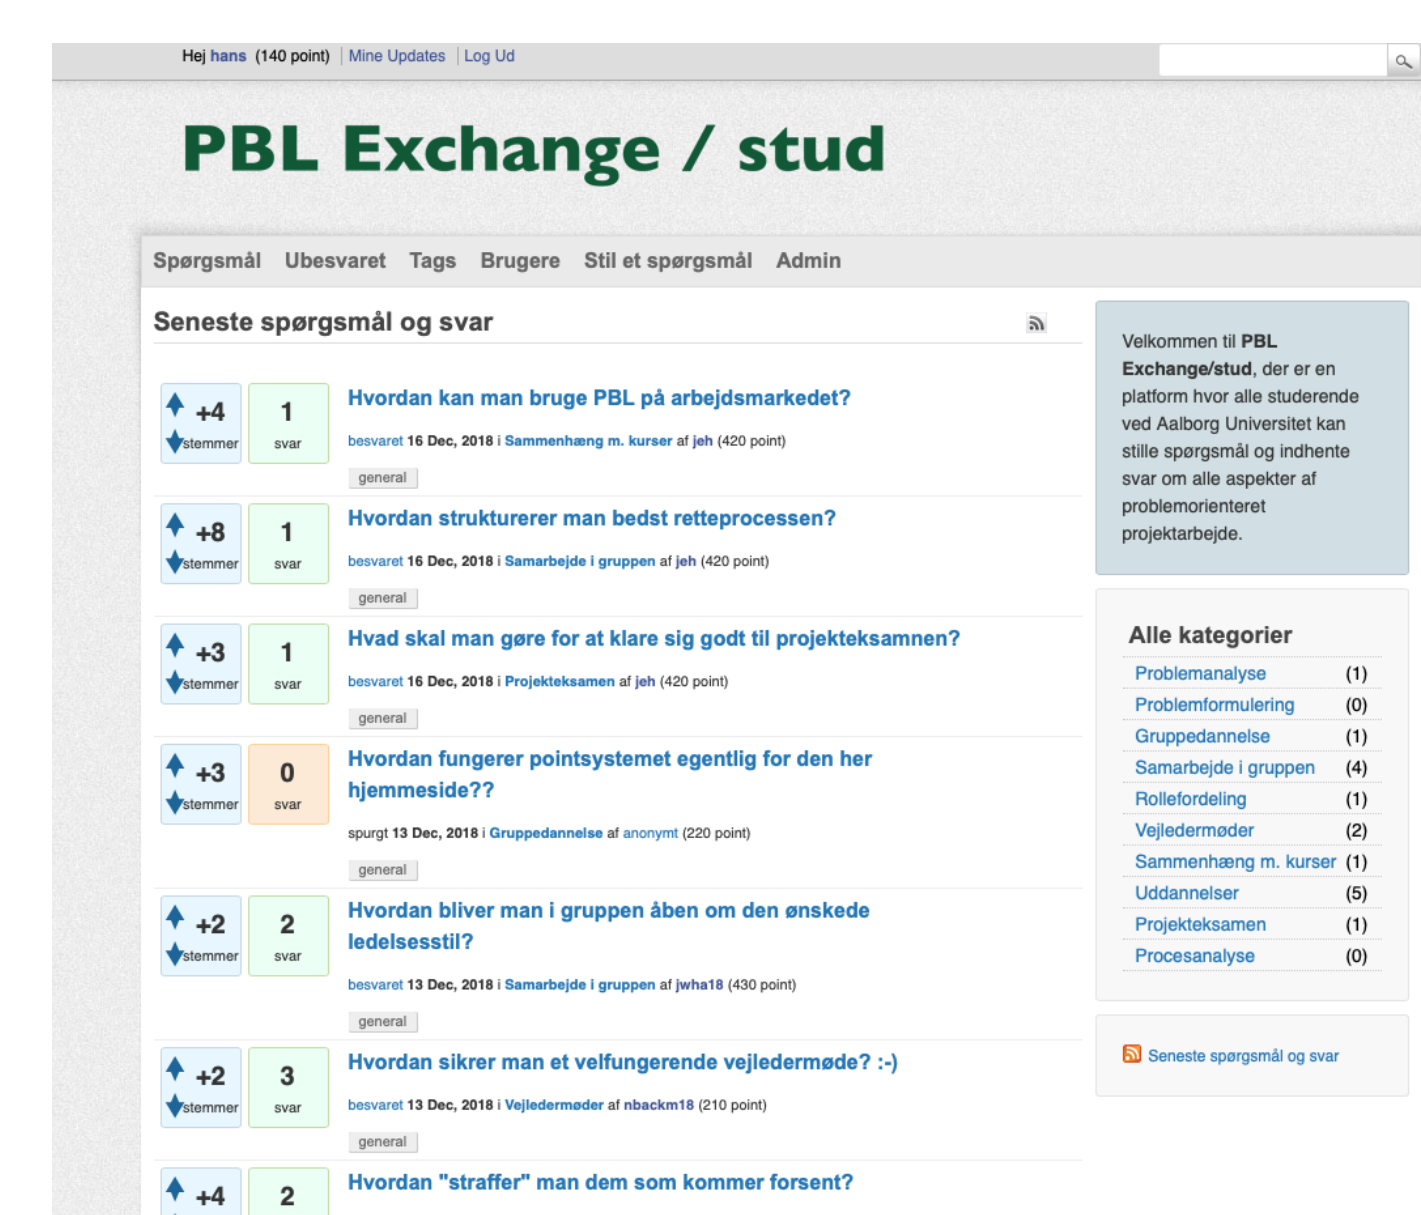 Hej hans (140 point) Mine Updates Log Ud
PBL Exchange / stud
Spørgsmål Ubesvaret Tags Brugere Stil et spørgsmål Admin
Seneste spørgsmål og svar
+4 stemmer
1 svar
Hvordan kan man bruge PBL på arbejdsmarkedet?
besvaret 16 Dec, 2018 i Sammenhæng m. kurser af jeh (420 point)
general
+8 stemmer
1 svar
Hvordan strukturerer man bedst retteprocessen?
besvaret 16 Dec, 2018 i Samarbejde i gruppen af jeh (420 point)
general
+3 stemmer
1 svar
Hvad skal man gøre for at klare sig godt til projekteksamnen?
besvaret 16 Dec, 2018 i Projekteksamen af jeh (420 point)
general
+3 stemmer
0 svar
Hvordan fungerer pointsystemet egentlig for den her
hjemmeside??
spurgt 13 Dec, 2018 i Gruppedannelse af anonymt (220 point)
general
+2 stemmer
2 svar
Hvordan bliver man i gruppen åben om den ønskede
ledelsesstil?
besvaret 13 Dec, 2018 i Samarbejde i gruppen af jwha18 (430 point)
general
+2 stemmer
3 svar
Hvordan sikrer man et velfungerende vejledermøde? :-)
besvaret 13 Dec, 2018 i Vejledermøder af nbackm18 (210 point)
general
+4
2
Hvordan "straffer" man dem som kommer forsent?
Velkommen til PBL
Exchange/stud, der er en
platform hvor alle studerende
ved Aalborg Universitet kan
stille spørgsmål og indhente
svar om alle aspekter af
problemorienteret
projektarbejde.
Alle kategorier
Problemanalyse (1)
Problemformulering (0)
Gruppedannelse (1)
Samarbejde i gruppen (4)
Rollefordeling (1)
Vejledermøder (2)
Sammenhæng m. kurser (1)
Uddannelser (5)
Projekteksamen (1)
Procesanalyse (0)
Seneste spørgsmål og svar